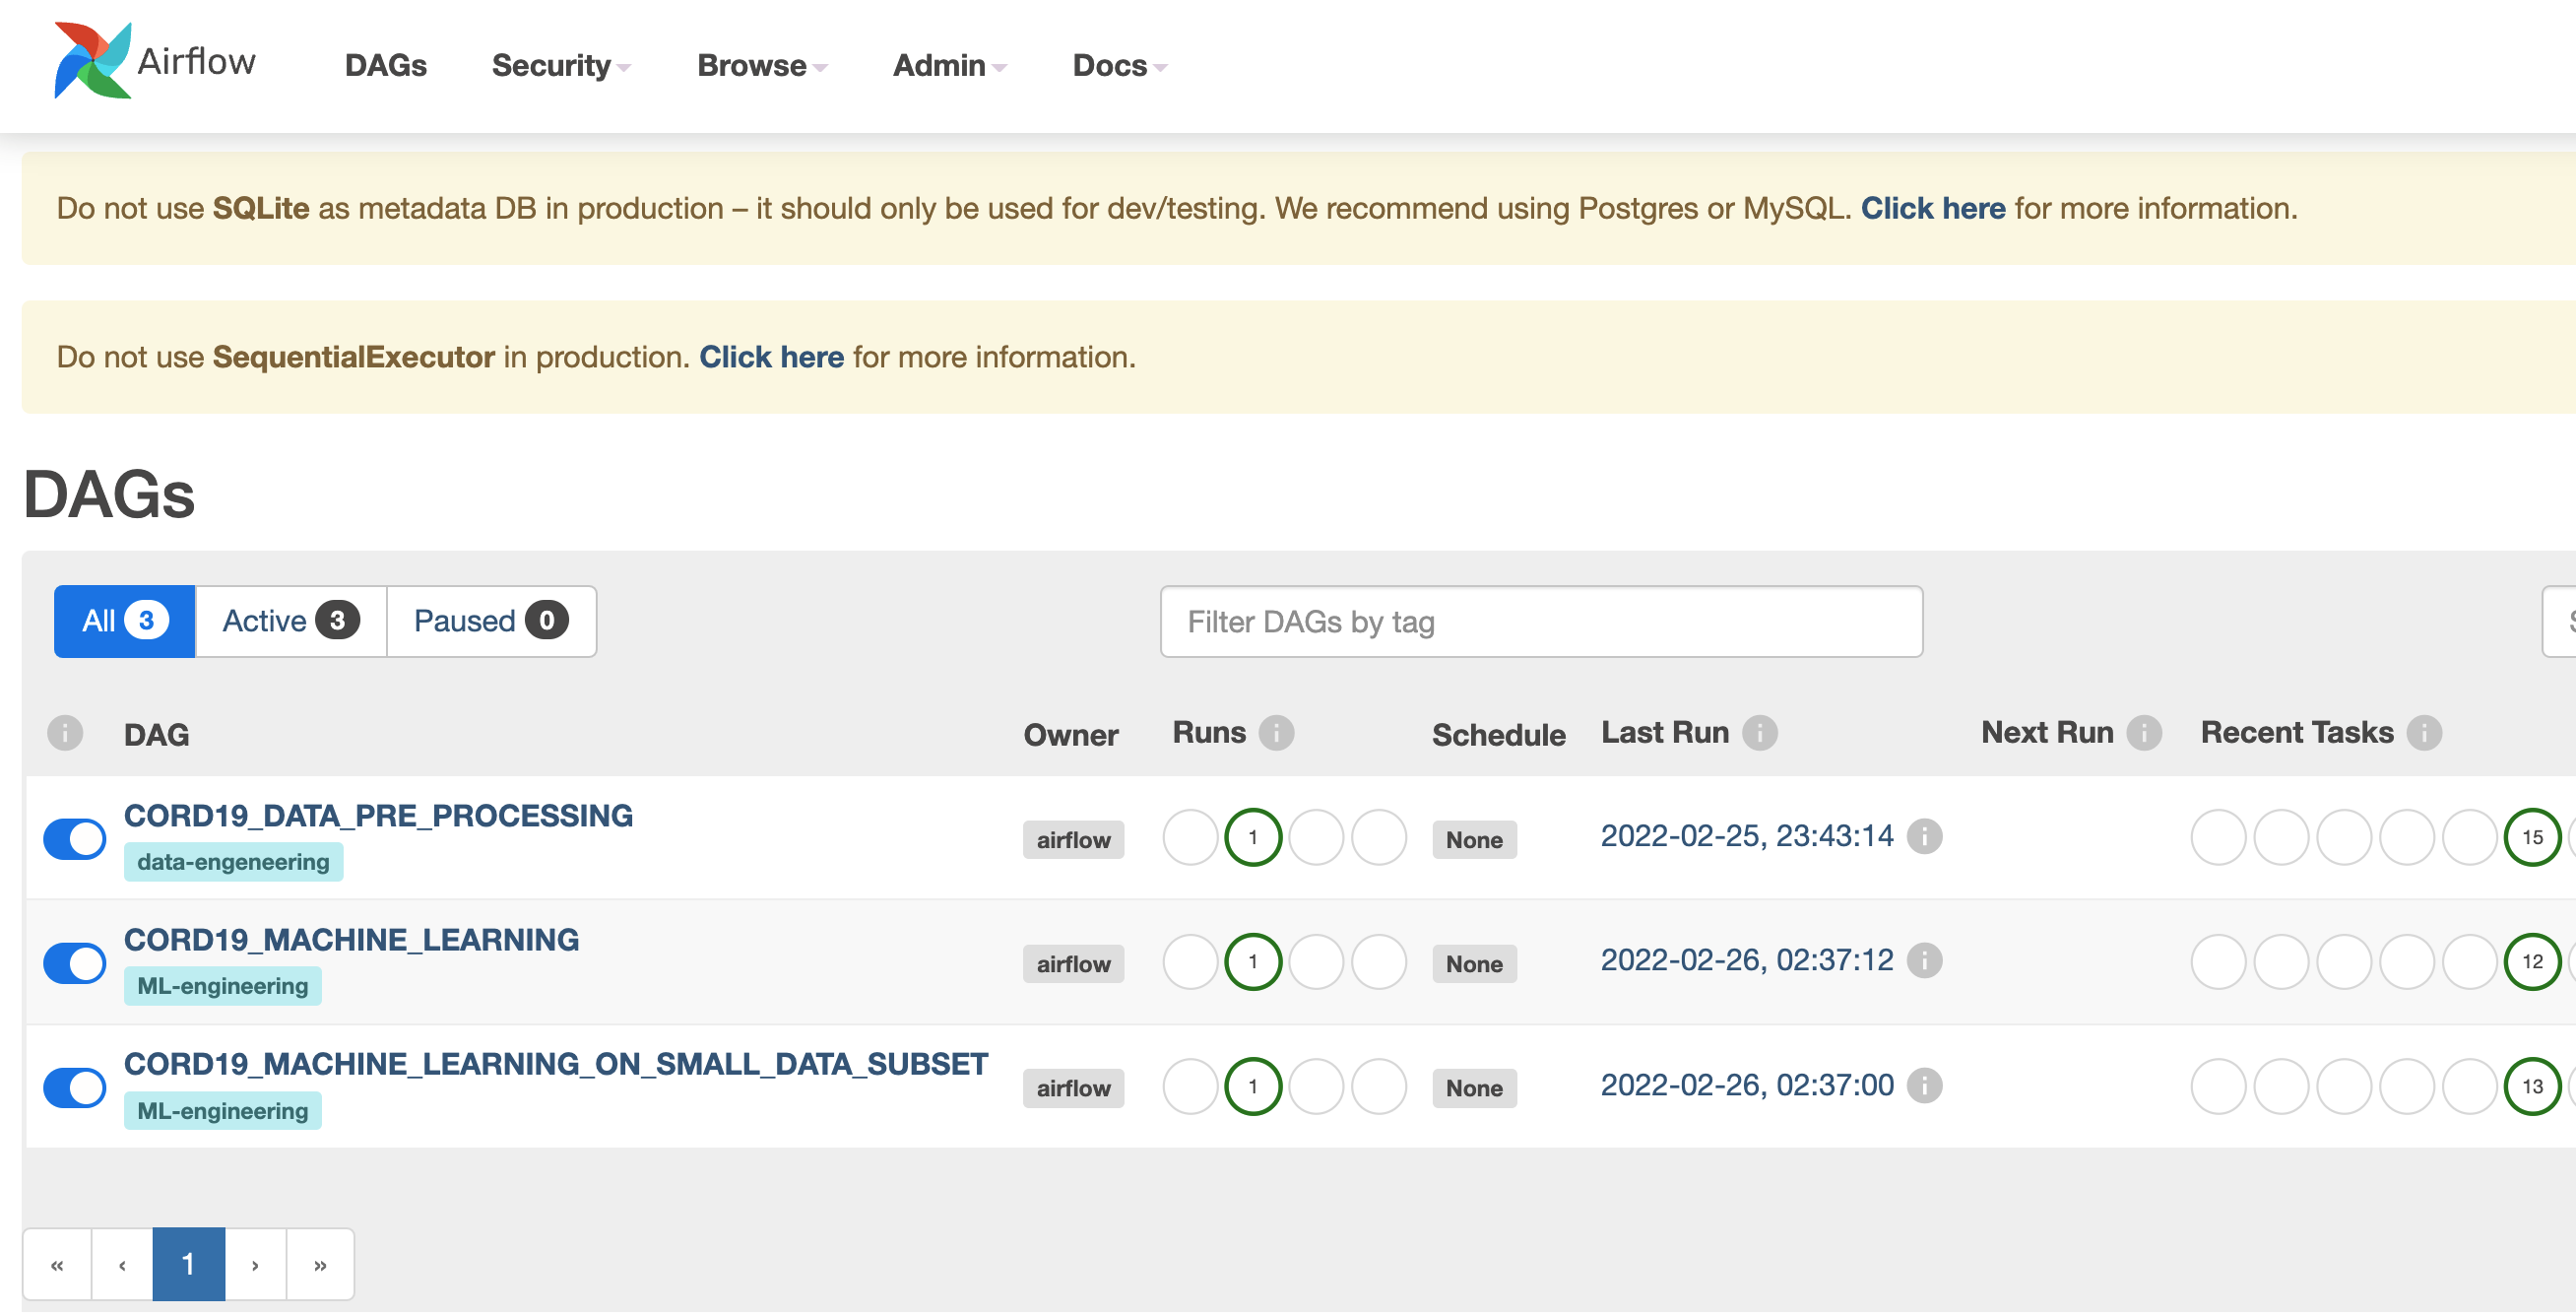 Airflow DAGs Security Browse Admin Docs
Do not use SQLite as metadata DB in production – it should only be used for dev/testing. We recommend using Postgres or MySQL. Click here for more information.
Do not use SequentialExecutor in production. Click here for more information.
DAGs
All 3 Active 3 Paused 0 Filter DAGs by tag
i DAG Owner Runs i Schedule Last Run i Next Run i Recent Tasks i
CORD19_DATA_PRE_PROCESSING
data-engeneering
airflow 1 None 2022-02-25, 23:43:14 i 15
CORD19_MACHINE_LEARNING
ML-engineering
airflow 1 None 2022-02-26, 02:37:12 i 12
CORD19_MACHINE_LEARNING_ON_SMALL_DATA_SUBSET
ML-engineering
airflow 1 None 2022-02-26, 02:37:00 i 13
« ‹ 1 › »